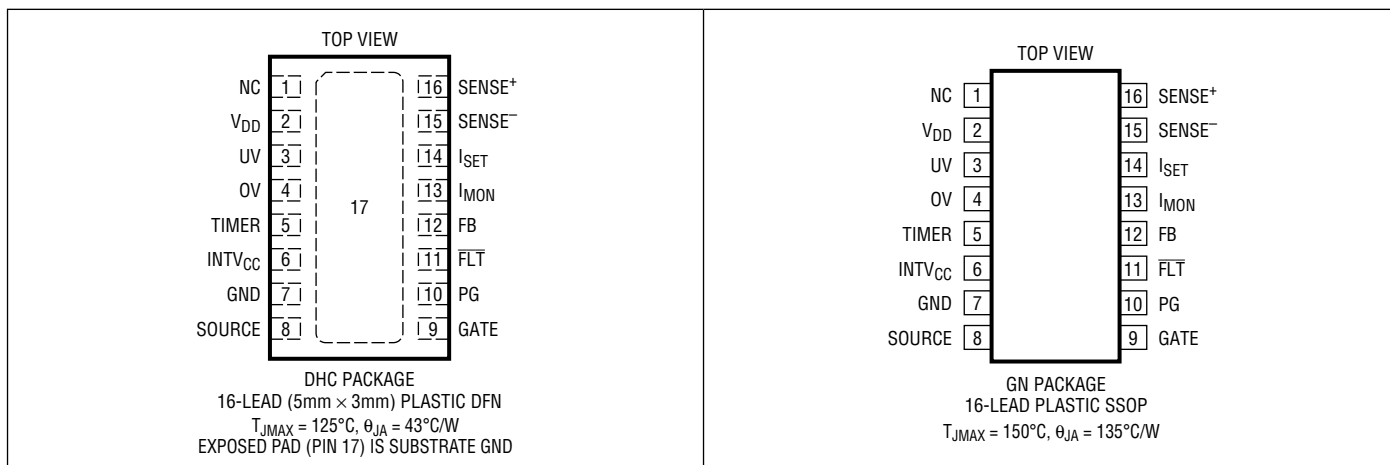 TOP VIEW
NC 1 16 SENSE+
VDD 2 15 SENSE−
UV 3 14 ISET
OV 4 13 IMON
17
TIMER 5 12 FB
INTVCC 6 11 FLT
GND 7 10 PG
SOURCE 8 9 GATE
DHC PACKAGE
16-LEAD (5mm × 3mm) PLASTIC DFN
TJMAX = 125°C, θJA = 43°C/W
EXPOSED PAD (PIN 17) IS SUBSTRATE GND
TOP VIEW
NC 1 16 SENSE+
VDD 2 15 SENSE−
UV 3 14 ISET
OV 4 13 IMON
TIMER 5 12 FB
INTVCC 6 11 FLT
GND 7 10 PG
SOURCE 8 9 GATE
GN PACKAGE
16-LEAD PLASTIC SSOP
TJMAX = 150°C, θJA = 135°C/W